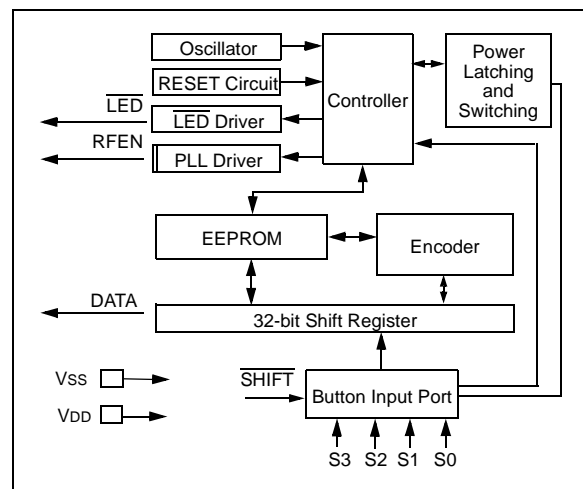 Oscillator
RESET Circuit
LED
LED Driver
RFEN
PLL Driver
Controller
Power
Latching
and
Switching
EEPROM
Encoder
DATA
32-bit Shift Register
VSS
VDD
SHIFT
Button Input Port
S3 S2 S1 S0